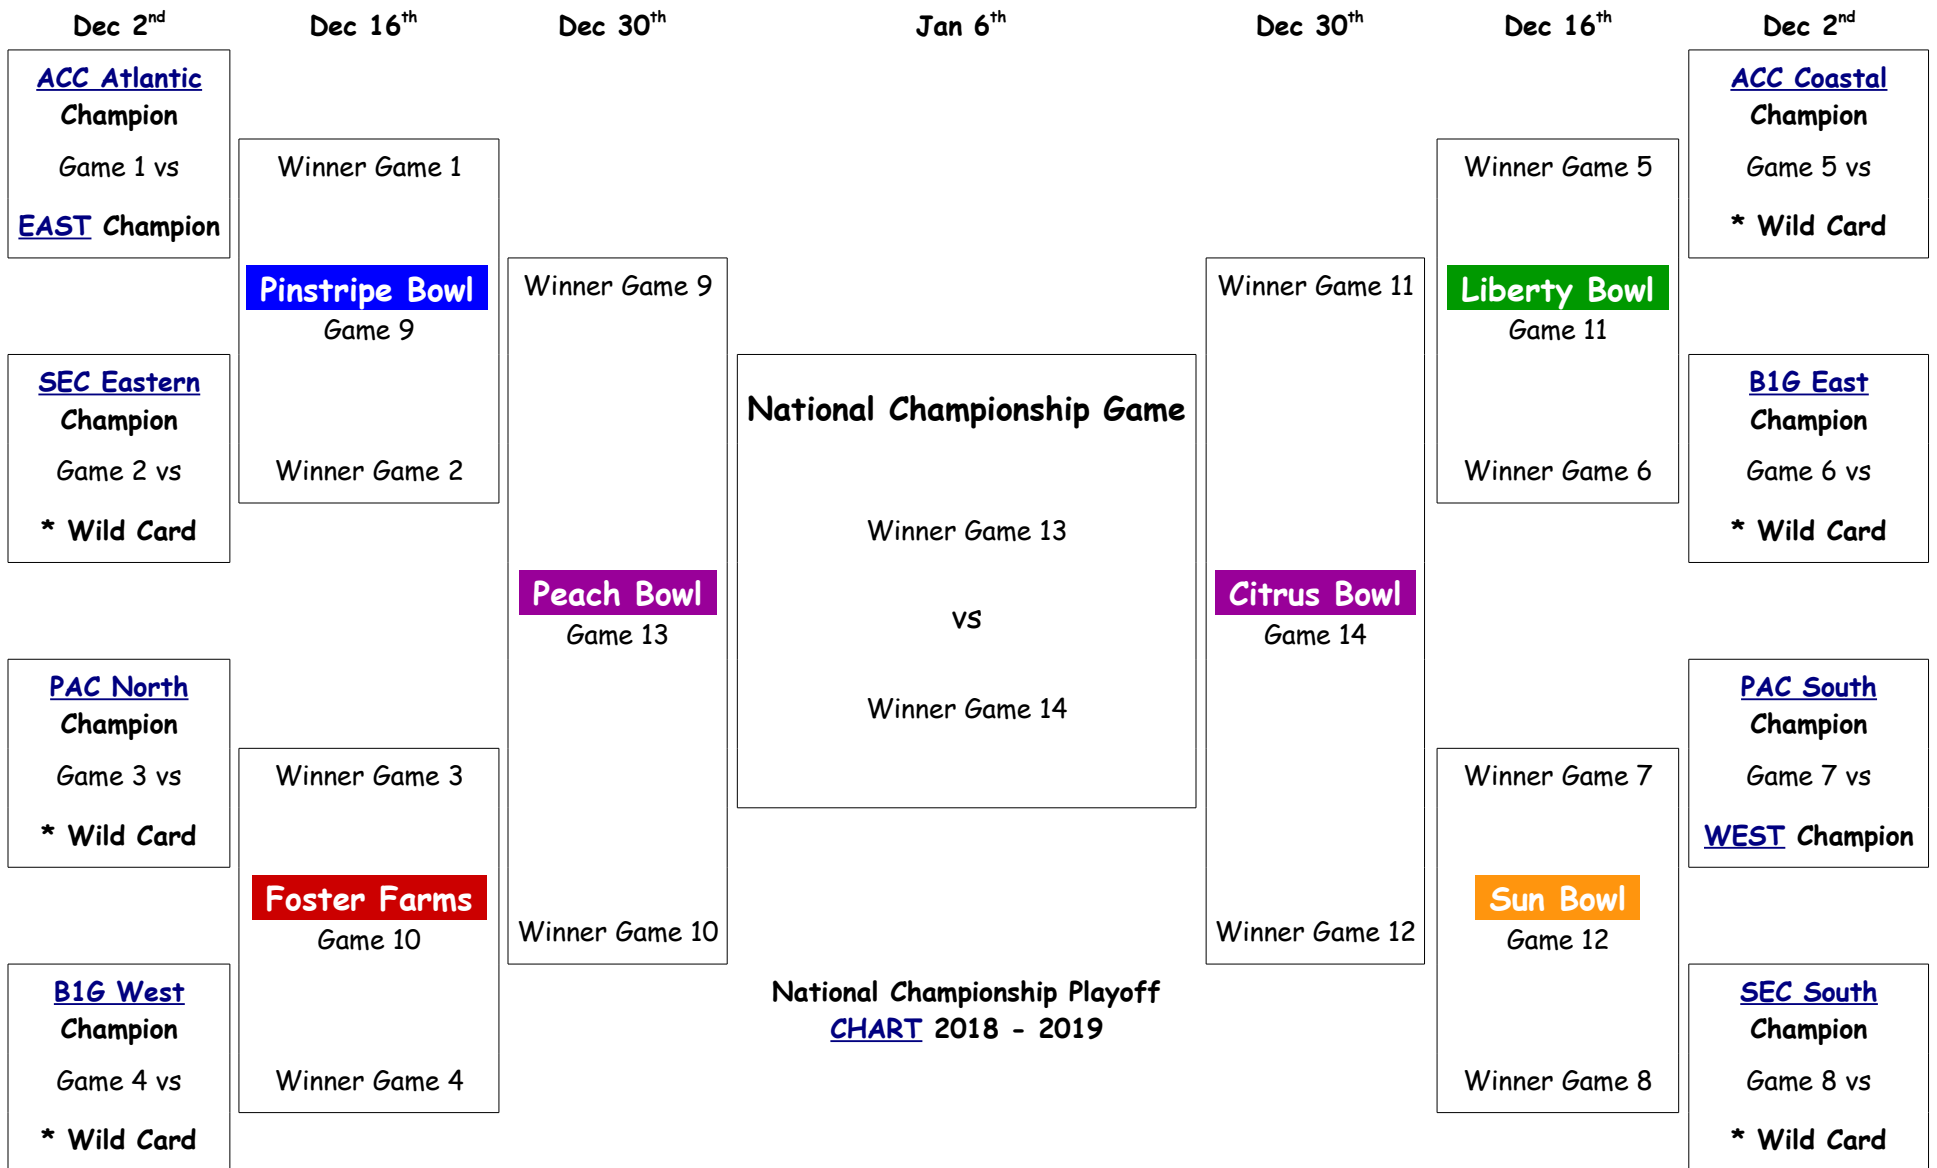 Dec 2nd
Dec 16th
Dec 30th
Jan 6th
Dec 30th
Dec 16th
Dec 2nd
ACC Atlantic
Champion
Game 1 vs
EAST Champion
SEC Eastern
Champion
Game 2 vs
* Wild Card
PAC North
Champion
Game 3 vs
* Wild Card
B1G West
Champion
Game 4 vs
* Wild Card
Winner Game 1
Pinstripe Bowl
Game 9
Winner Game 2
Winner Game 3
Foster Farms
Game 10
Winner Game 4
Winner Game 9
Peach Bowl
Game 13
Winner Game 10
National Championship Game
Winner Game 13
vs
Winner Game 14
National Championship Playoff
CHART 2018 - 2019
Winner Game 11
Citrus Bowl
Game 14
Winner Game 12
Winner Game 5
Liberty Bowl
Game 11
Winner Game 6
Winner Game 7
Sun Bowl
Game 12
Winner Game 8
ACC Coastal
Champion
Game 5 vs
* Wild Card
B1G East
Champion
Game 6 vs
* Wild Card
PAC South
Champion
Game 7 vs
WEST Champion
SEC South
Champion
Game 8 vs
* Wild Card